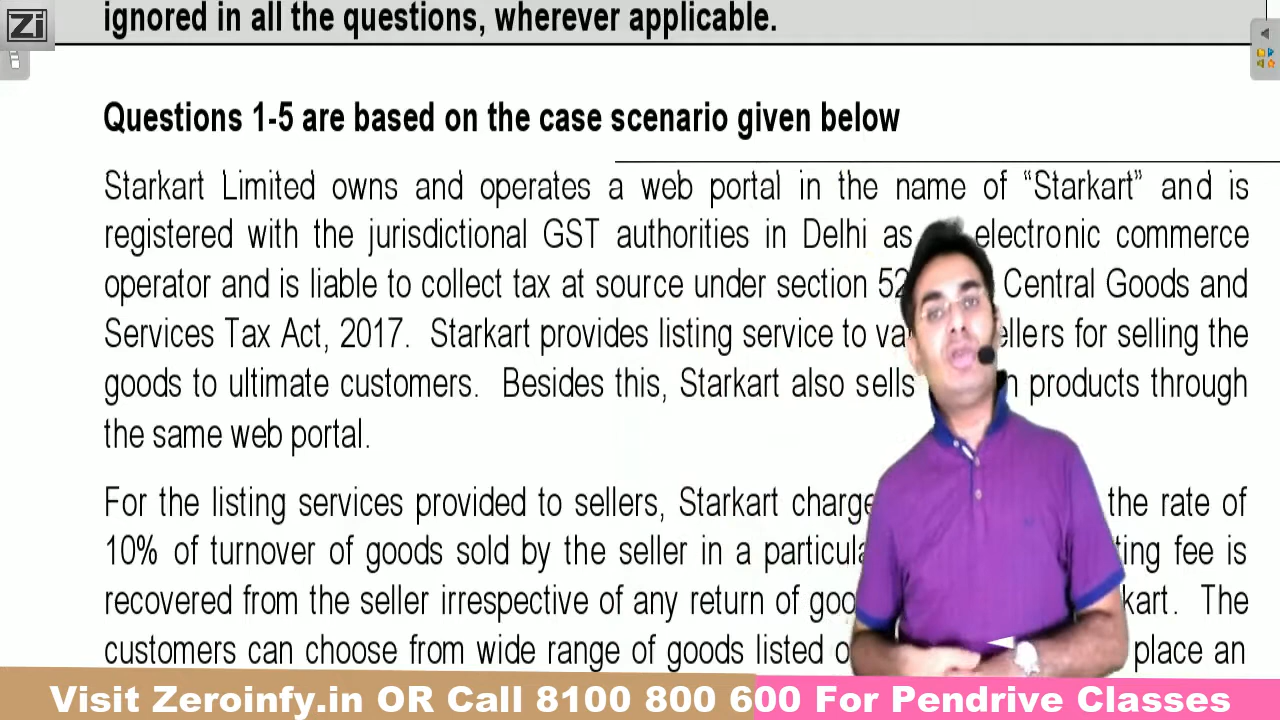 Zi
ignored in all the questions, wherever applicable.
Questions 1-5 are based on the case scenario given below
Starkart Limited owns and operates a web portal in the name of “Starkart” and is
registered with the jurisdictional GST authorities in Delhi as electronic commerce
operator and is liable to collect tax at source under section 52 Central Goods and
Services Tax Act, 2017. Starkart provides listing service to for selling the
goods to ultimate customers. Besides this, Starkart also sells products through
the same web portal.
For the listing services provided to sellers, Starkart the rate of
10% of turnover of goods sold by the seller in a fee is
recovered from the seller irrespective of any return of The
customers can choose from wide range of goods listed place an
Visit Zeroinfy.in OR Call 8100 800 600 For Pendrive Classes